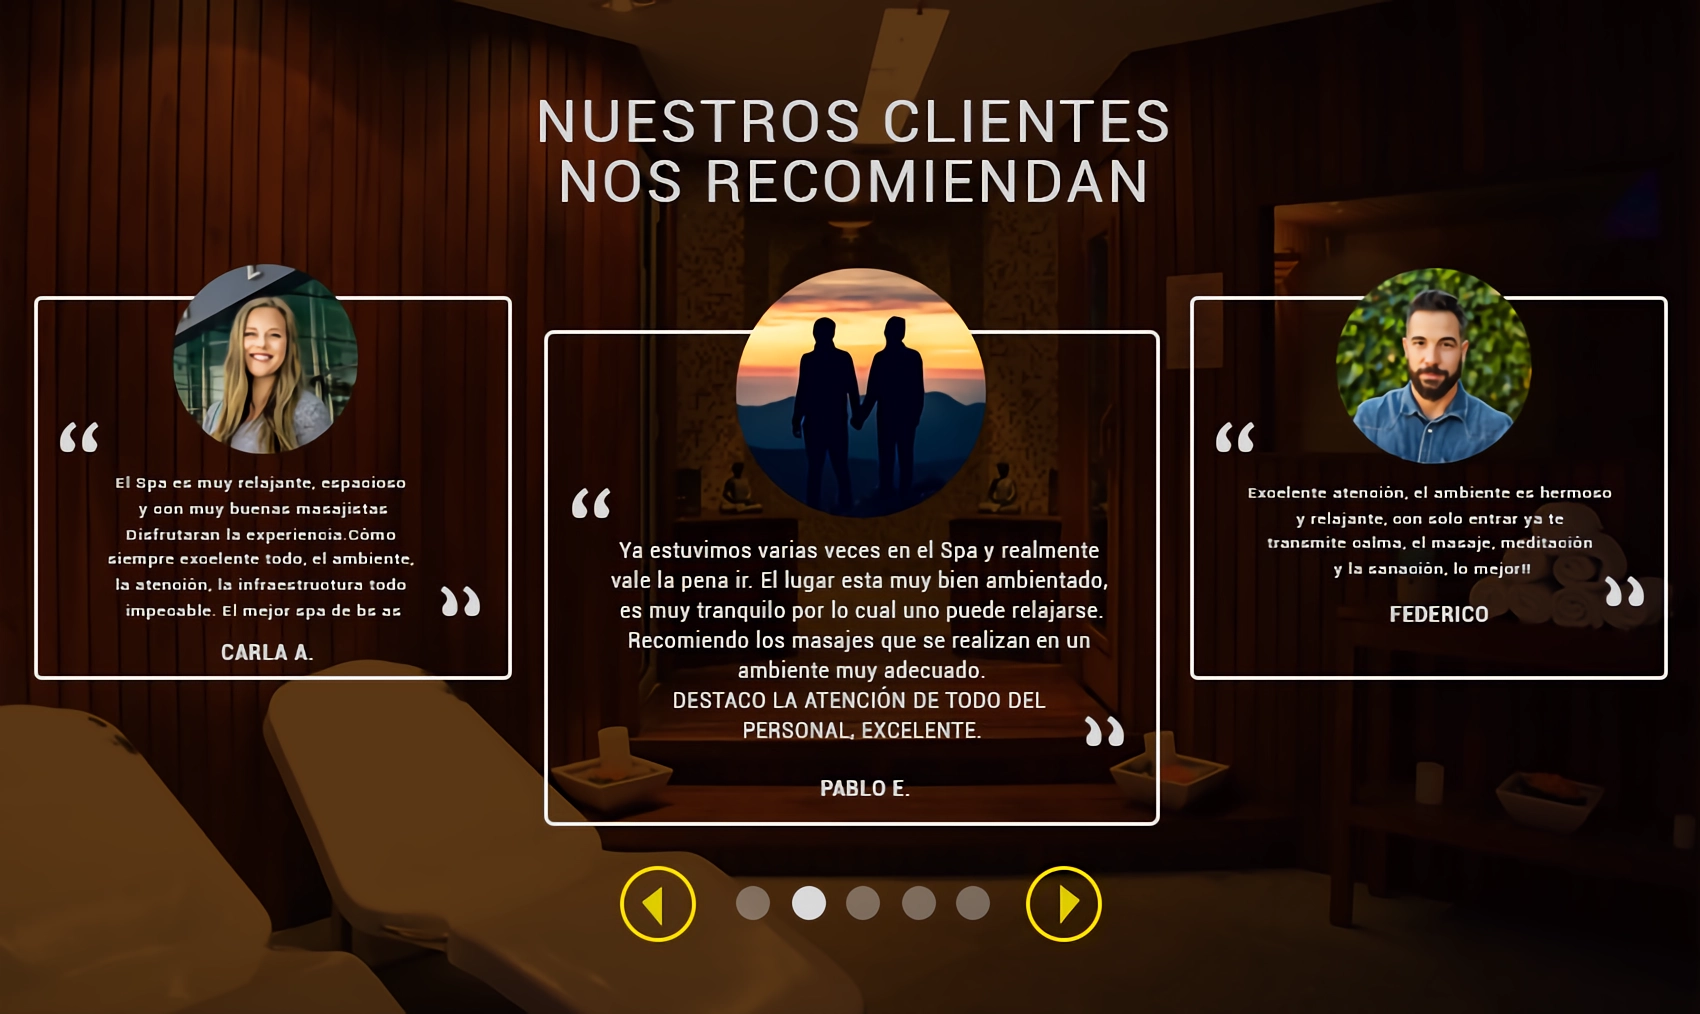 NUESTROS CLIENTES
NOS RECOMIENDAN
El Spa es muy relajante, espacioso
y con muy buenas masajistas
Disfrutaran la experiencia.Cómo
siempre excelente todo, el ambiente,
la atención, la infraestructura todo
impecable. El mejor spa de bs as
CARLA A.
Ya estuvimos varias veces en el Spa y realmente
vale la pena ir. El lugar esta muy bien ambientado,
es muy tranquilo por lo cual uno puede relajarse.
Recomiendo los masajes que se realizan en un
ambiente muy adecuado.
DESTACO LA ATENCIÓN DE TODO DEL
PERSONAL, EXCELENTE.
PABLO E.
Excelente atención, el ambiente es hermoso
y relajante, con solo entrar ya te
transmite calma, el masaje, meditación
y la sanación, lo mejor!!
FEDERICO